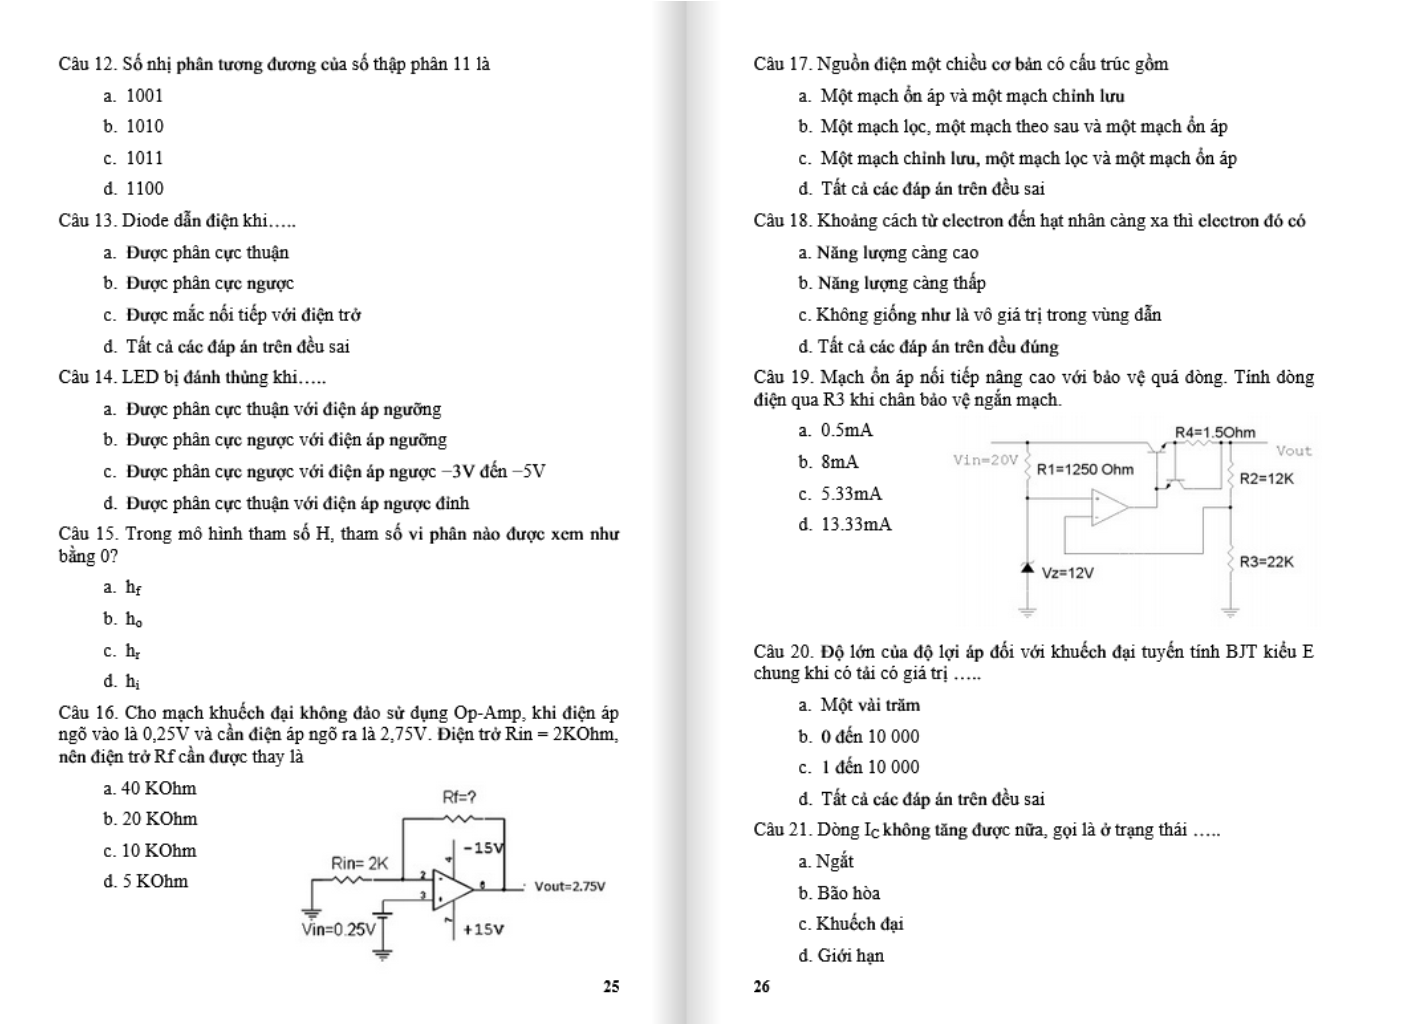 Câu 12. Số nhị phân tương đương của số thập phân 11 là
a. 1001
b. 1010
c. 1011
d. 1100
Câu 13. Diode dẫn điện khi…..
a. Được phân cực thuận
b. Được phân cực ngược
c. Được mắc nối tiếp với điện trở
d. Tất cả các đáp án trên đều sai
Câu 14. LED bị đánh thủng khi…..
a. Được phân cực thuận với điện áp ngưỡng
b. Được phân cực ngược với điện áp ngưỡng
c. Được phân cực ngược với điện áp ngược −3V đến −5V
d. Được phân cực thuận với điện áp ngược đỉnh
Câu 15. Trong mô hình tham số H, tham số vi phân nào được xem như
bằng 0?
a. hf
b. ho
c. hr
d. hi
Câu 16. Cho mạch khuếch đại không đảo sử dụng Op-Amp, khi điện áp
ngõ vào là 0,25V và cần điện áp ngõ ra là 2,75V. Điện trở Rin = 2KOhm,
nên điện trở Rf cần được thay là
a. 40 KOhm
b. 20 KOhm
c. 10 KOhm
d. 5 KOhm
Rf=?
-15V
4
Rin= 2K
2
6
Vout=2.75V
3
7
Vin=0.25V
+15V
25
Câu 17. Nguồn điện một chiều cơ bản có cấu trúc gồm
a. Một mạch ổn áp và một mạch chỉnh lưu
b. Một mạch lọc, một mạch theo sau và một mạch ổn áp
c. Một mạch chỉnh lưu, một mạch lọc và một mạch ổn áp
d. Tất cả các đáp án trên đều sai
Câu 18. Khoảng cách từ electron đến hạt nhân càng xa thì electron đó có
a. Năng lượng càng cao
b. Năng lượng càng thấp
c. Không giống như là vô giá trị trong vùng dẫn
d. Tất cả các đáp án trên đều đúng
Câu 19. Mạch ổn áp nối tiếp nâng cao với bảo vệ quá dòng. Tính dòng
điện qua R3 khi chân bảo vệ ngắn mạch.
a. 0.5mA
b. 8mA
c. 5.33mA
d. 13.33mA
R4=1.5Ohm
Vout
Vin=20V
R1=1250 Ohm
R2=12K
Vz=12V
R3=22K
Câu 20. Độ lớn của độ lợi áp đối với khuếch đại tuyến tính BJT kiểu E
chung khi có tải có giá trị …..
a. Một vài trăm
b. 0 đến 10 000
c. 1 đến 10 000
d. Tất cả các đáp án trên đều sai
Câu 21. Dòng IC không tăng được nữa, gọi là ở trạng thái …..
a. Ngắt
b. Bão hòa
c. Khuếch đại
d. Giới hạn
26